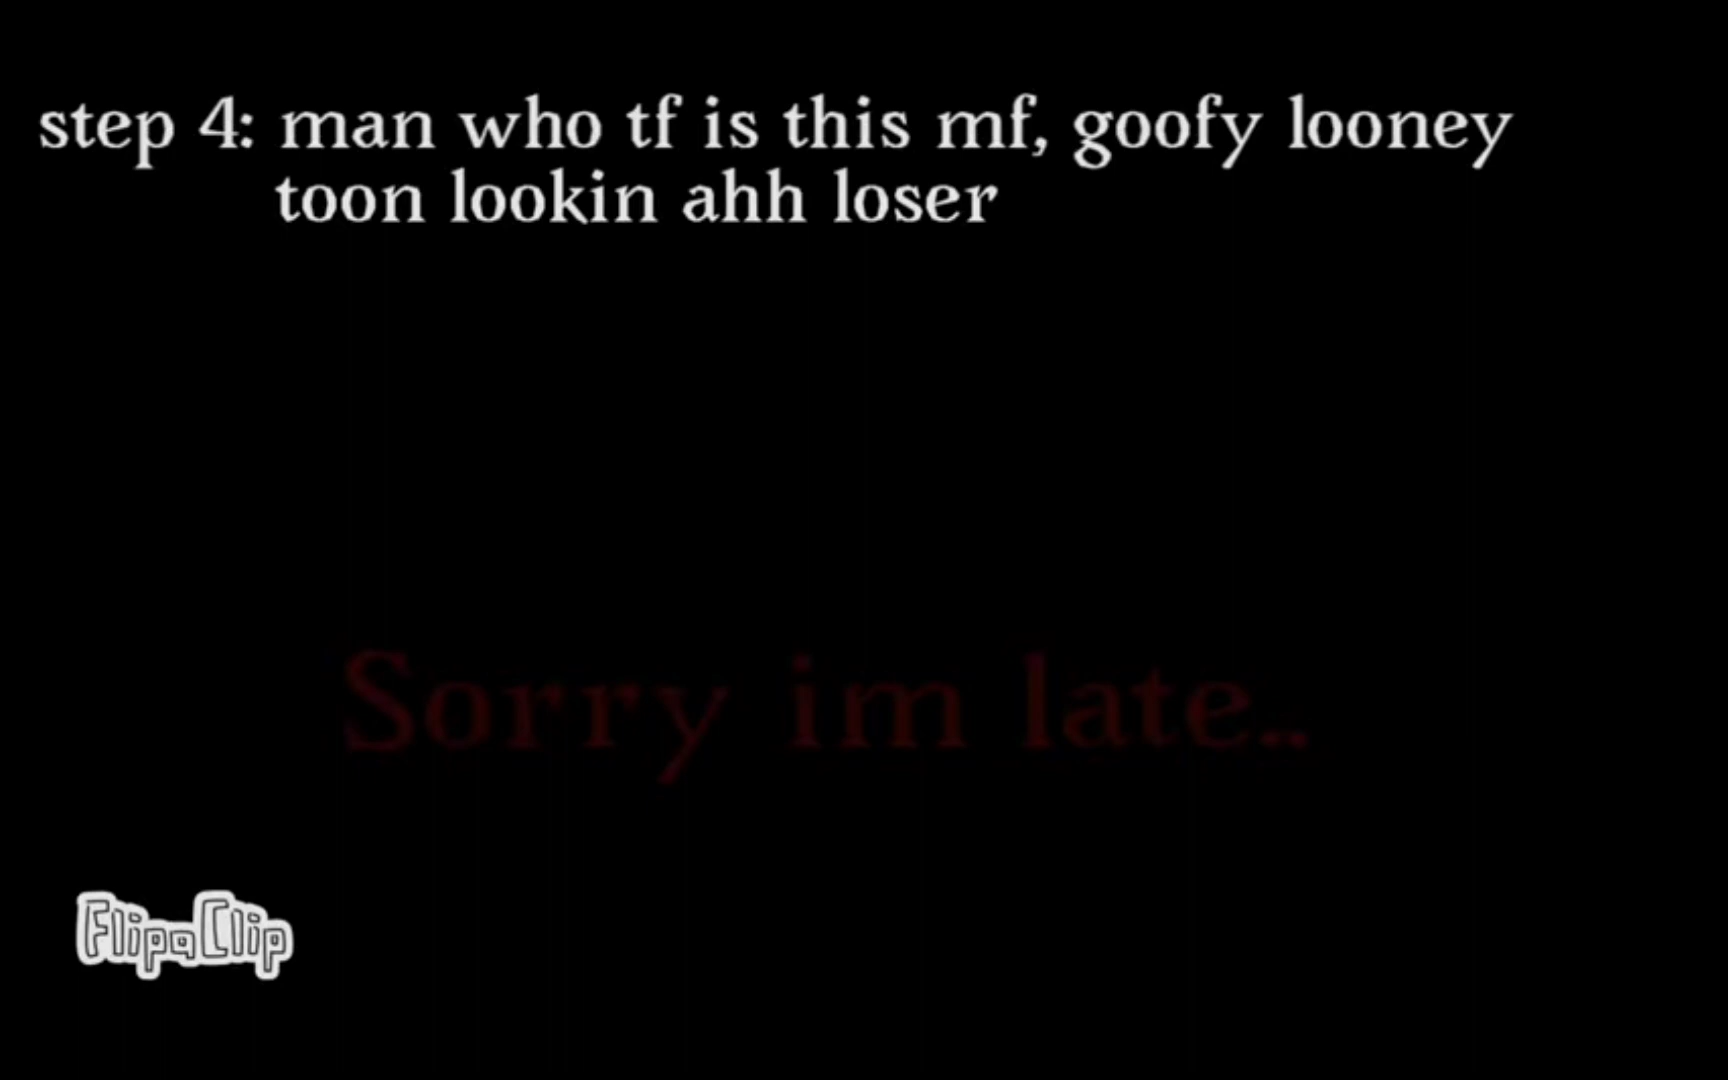 step 4: man who tf is this mf, goofy looney
toon lookin ahh loser
Sorry im late..
FlipaClip